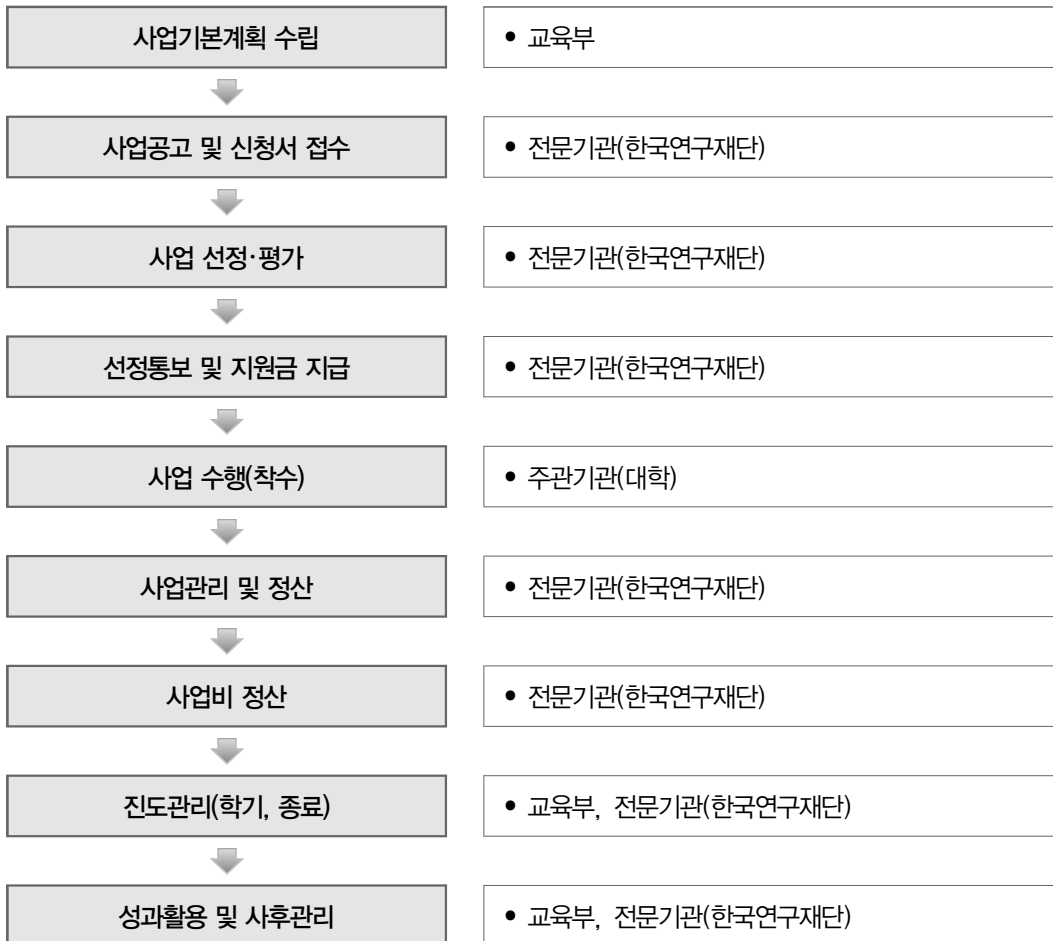 사업기본계획 수립
• 교육부
사업공고 및 신청서 접수
• 전문기관(한국연구재단)
사업 선정·평가
• 전문기관(한국연구재단)
선정통보 및 지원금 지급
• 전문기관(한국연구재단)
사업 수행(착수)
• 주관기관(대학)
사업관리 및 정산
• 전문기관(한국연구재단)
사업비 정산
• 전문기관(한국연구재단)
진도관리(학기, 종료)
• 교육부, 전문기관(한국연구재단)
성과활용 및 사후관리
• 교육부, 전문기관(한국연구재단)